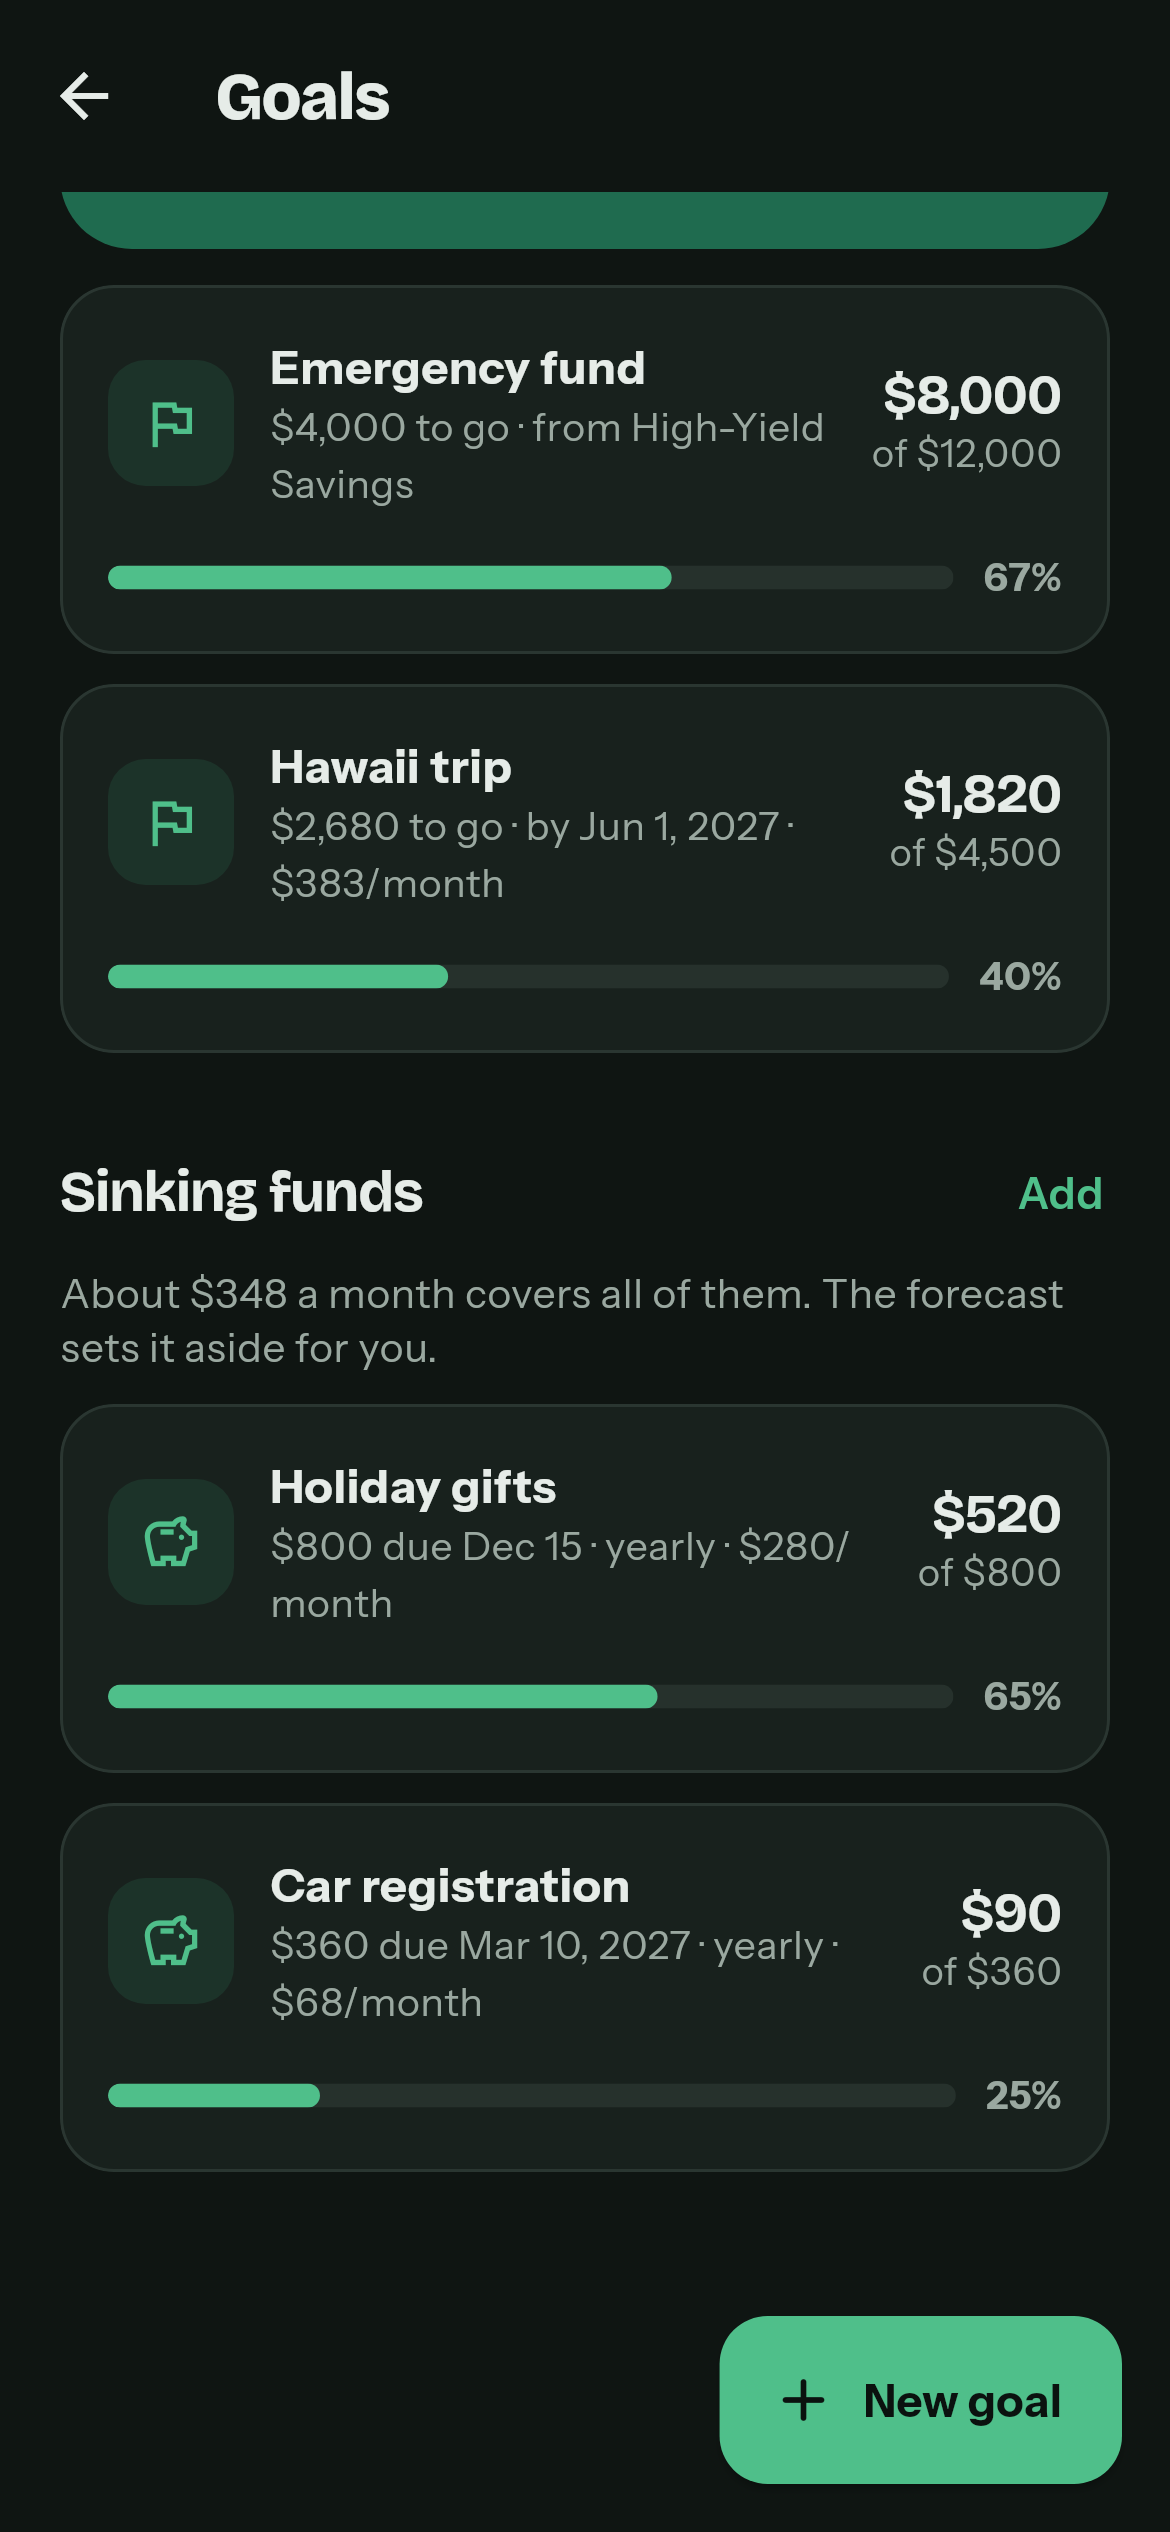 Goals
Emergency fund
$4,000 to go · from High-Yield
Savings
$8,000
of $12,000
67%
Hawaii trip
$2,680 to go · by Jun 1, 2027 ·
$383/month
$1,820
of $4,500
40%
Sinking funds
Add
About $348 a month covers all of them. The forecast
sets it aside for you.
Holiday gifts
$800 due Dec 15 · yearly · $280/
month
$520
of $800
65%
Car registration
$360 due Mar 10, 2027 · yearly ·
$68/month
$90
of $360
25%
New goal